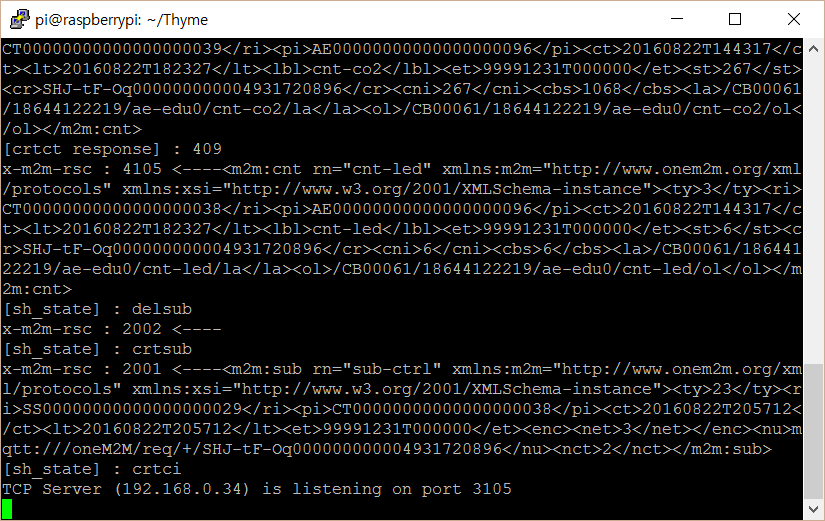 pi@raspberrypi: ~/Thyme
CT00000000000000000039</ri><pi>AE00000000000000000096</pi><ct>20160822T144317</c
t><lt>20160822T182327</lt><lbl>cnt-co2</lbl><et>99991231T000000</et><st>267</st>
<cr>SHJ-tF-Oq000000000004931720896</cr><cni>267</cni><cbs>1068</cbs><la>/CB00061
/18644122219/ae-edu0/cnt-co2/la</la><ol>/CB00061/18644122219/ae-edu0/cnt-co2/ol<
/ol></m2m:cnt>
[crtct response] : 409
x-m2m-rsc : 4105 <----<m2m:cnt rn="cnt-led" xmlns:m2m="http://www.onem2m.org/xml
/protocols" xmlns:xsi="http://www.w3.org/2001/XMLSchema-instance"><ty>3</ty><ri>
CT00000000000000000038</ri><pi>AE00000000000000000096</pi><ct>20160822T144317</c
t><lt>20160822T182327</lt><lbl>cnt-led</lbl><et>99991231T000000</et><st>6</st><c
r>SHJ-tF-Oq000000000004931720896</cr><cni>6</cni><cbs>6</cbs><la>/CB00061/186441
22219/ae-edu0/cnt-led/la</la><ol>/CB00061/18644122219/ae-edu0/cnt-led/ol</ol></m
2m:cnt>
[sh_state] : delsub
x-m2m-rsc : 2002 <----
[sh_state] : crtsub
x-m2m-rsc : 2001 <----<m2m:sub rn="sub-ctrl" xmlns:m2m="http://www.onem2m.org/xm
l/protocols" xmlns:xsi="http://www.w3.org/2001/XMLSchema-instance"><ty>23</ty><r
i>SS00000000000000000029</ri><pi>CT00000000000000000038</pi><ct>20160822T205712<
/ct><lt>20160822T205712</lt><et>99991231T000000</et><enc><net>3</net></enc><nu>m
qtt:///oneM2M/req/+/SHJ-tF-Oq000000000004931720896</nu><nct>2</nct></m2m:sub>
[sh_state] : crtci
TCP Server (192.168.0.34) is listening on port 3105